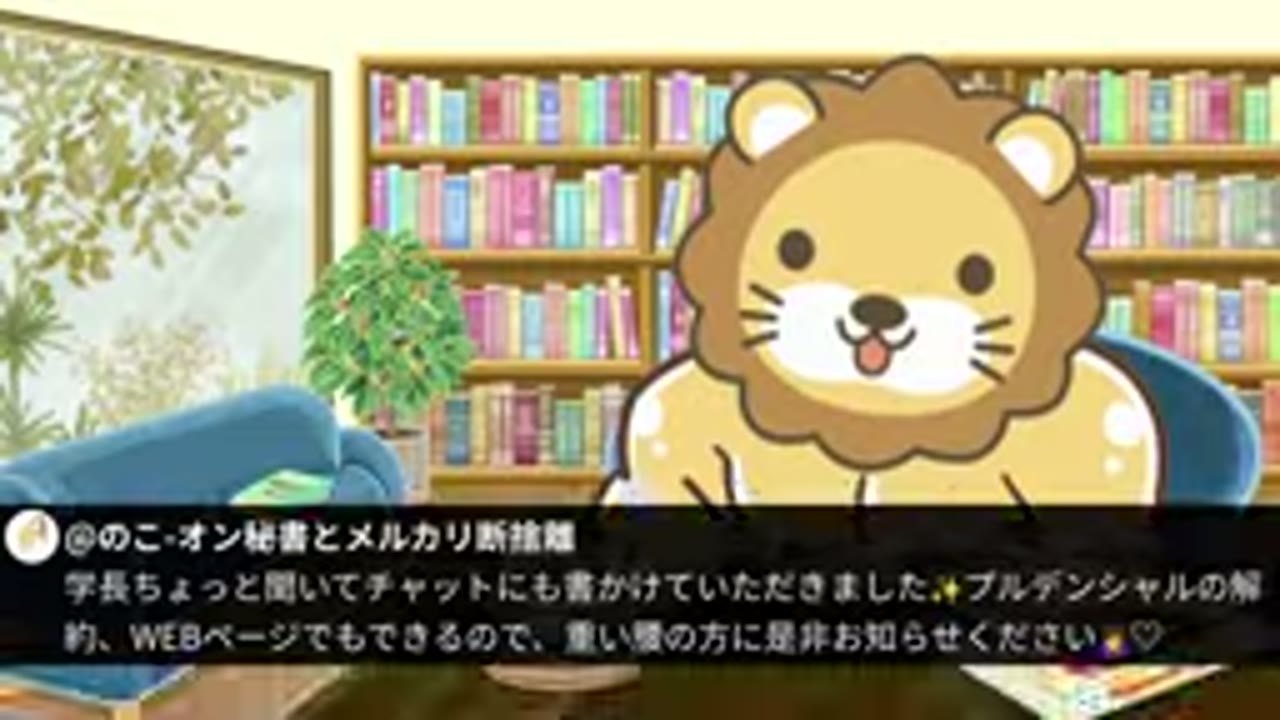 @のこ-オン秘書とメルカリ断捨離
学長ちょっと聞いてチャットにも書かけていただきました✨プルデンシャルの解
約、WEBページでもできるので、重い腰の方に是非お知らせください🙇‍♀️♡